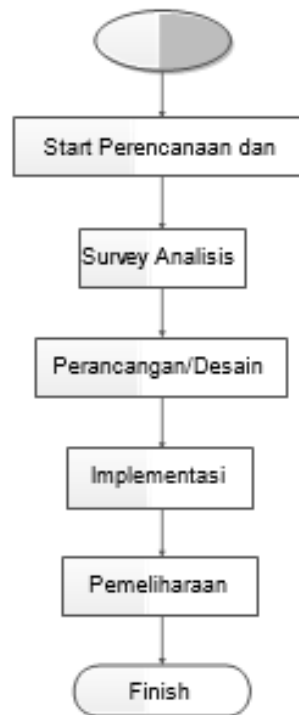 Start Perencanaan dan
Survey Analisis
Perancangan/Desain
Implementasi
Pemeliharaan
Finish